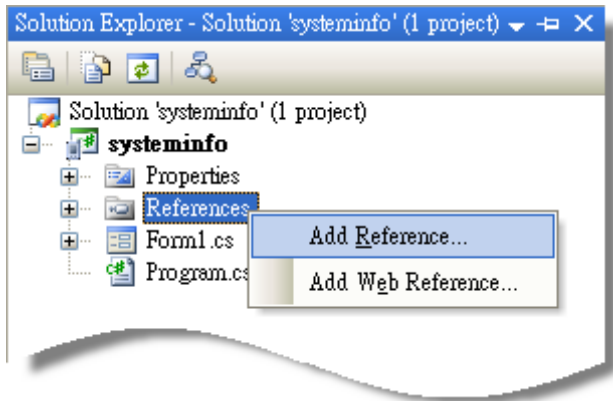 Solution Explorer - Solution 'systeminfo' (1 project)
Solution 'systeminfo' (1 project)
systeminfo
Properties
References
Add Reference...
Form1.cs
Program.cs
Add Web Reference...